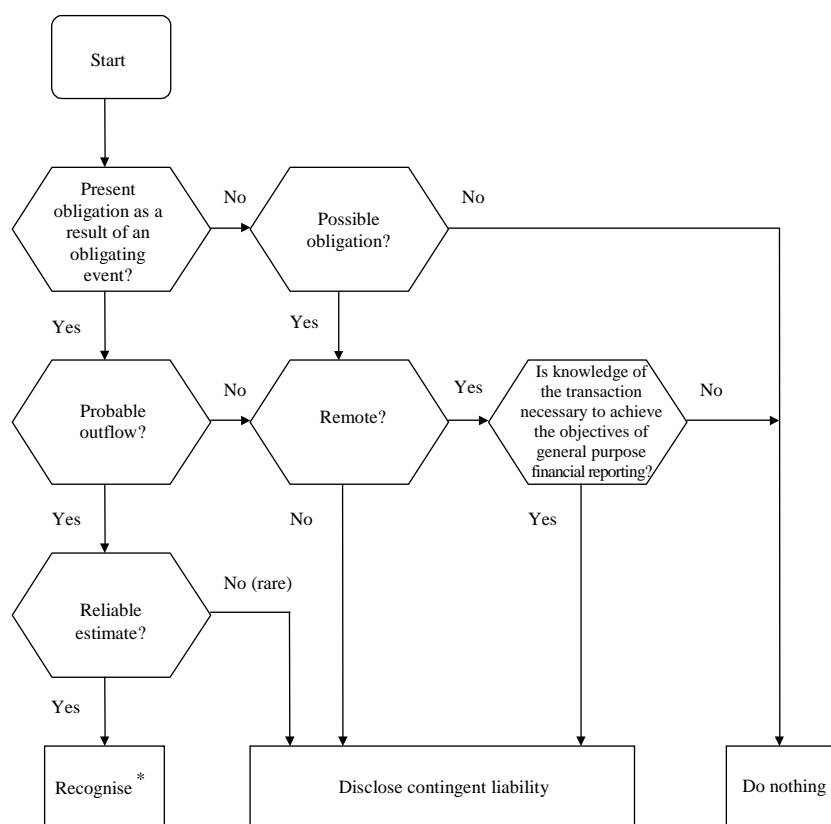 Start
Present
obligation as a
result of an
obligating
event?
No
Possible
obligation?
No
Yes
Yes
Probable
outflow?
No
Remote?
Yes
Is knowledge of
the transaction
necessary to achieve
the objectives of
general purpose
financial reporting?
No
Yes
No
Yes
Reliable
estimate?
No (rare)
Yes
Recognise *
Disclose contingent liability
Do nothing